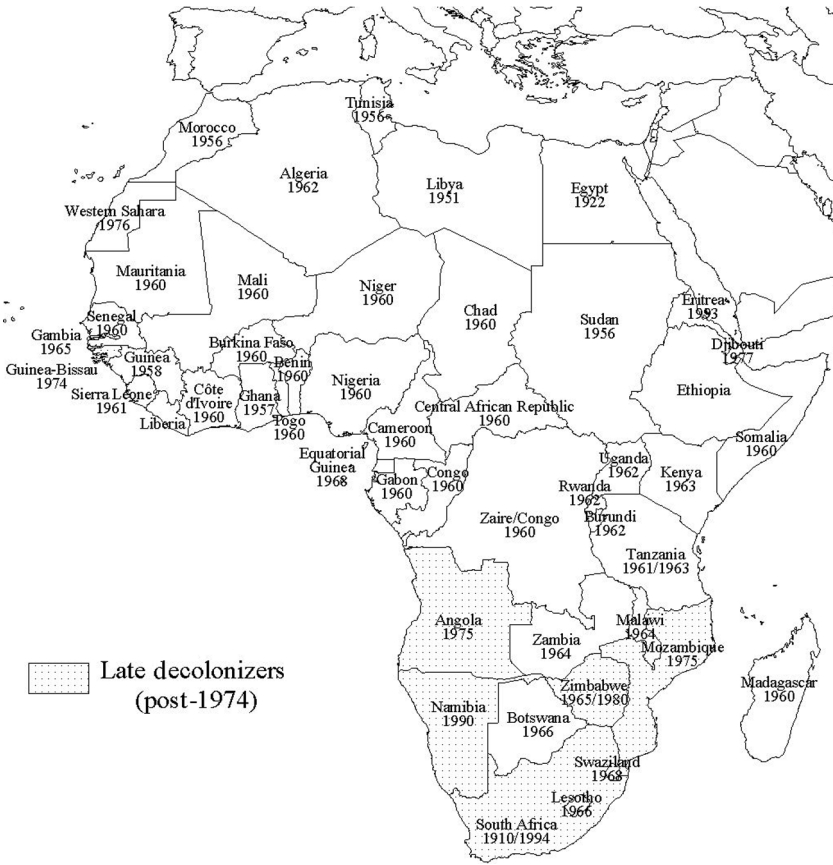 Tunisia
1956
Morocco
1956
Algeria
1962
Libya
1951
Egypt
1922
Western Sahara
1976
Mauritania
1960
Mali
1960
Niger
1960
Chad
1960
Sudan
1956
Eritrea
1993
Senegal
1960
Gambia
1965
Guinea-Bissau
1974
Guinea
1958
Burkina Faso
1960
Benin
1960
Djibouti
1977
Nigeria
1960
Ethiopia
Sierra Leone
1961
Côte
d'Ivoire
1960
Ghana
1957
Liberia
Togo
1960
Central African Republic
1960
Cameroon
1960
Somalia
1960
Equatorial
Guinea
1968
Gabon
1960
Congo
1960
Uganda
1962
Kenya
1963
Rwanda
1962
Zaire/Congo
1960
Burundi
1962
Tanzania
1961/1963
Angola
1975
Zambia
1964
Malawi
1964
Mozambique
1975
Late decolonizers
(post-1974)
Madagascar
1960
Zimbabwe
1965/1980
Namibia
1990
Botswana
1966
Swaziland
1968
Lesotho
1966
South Africa
1910/1994